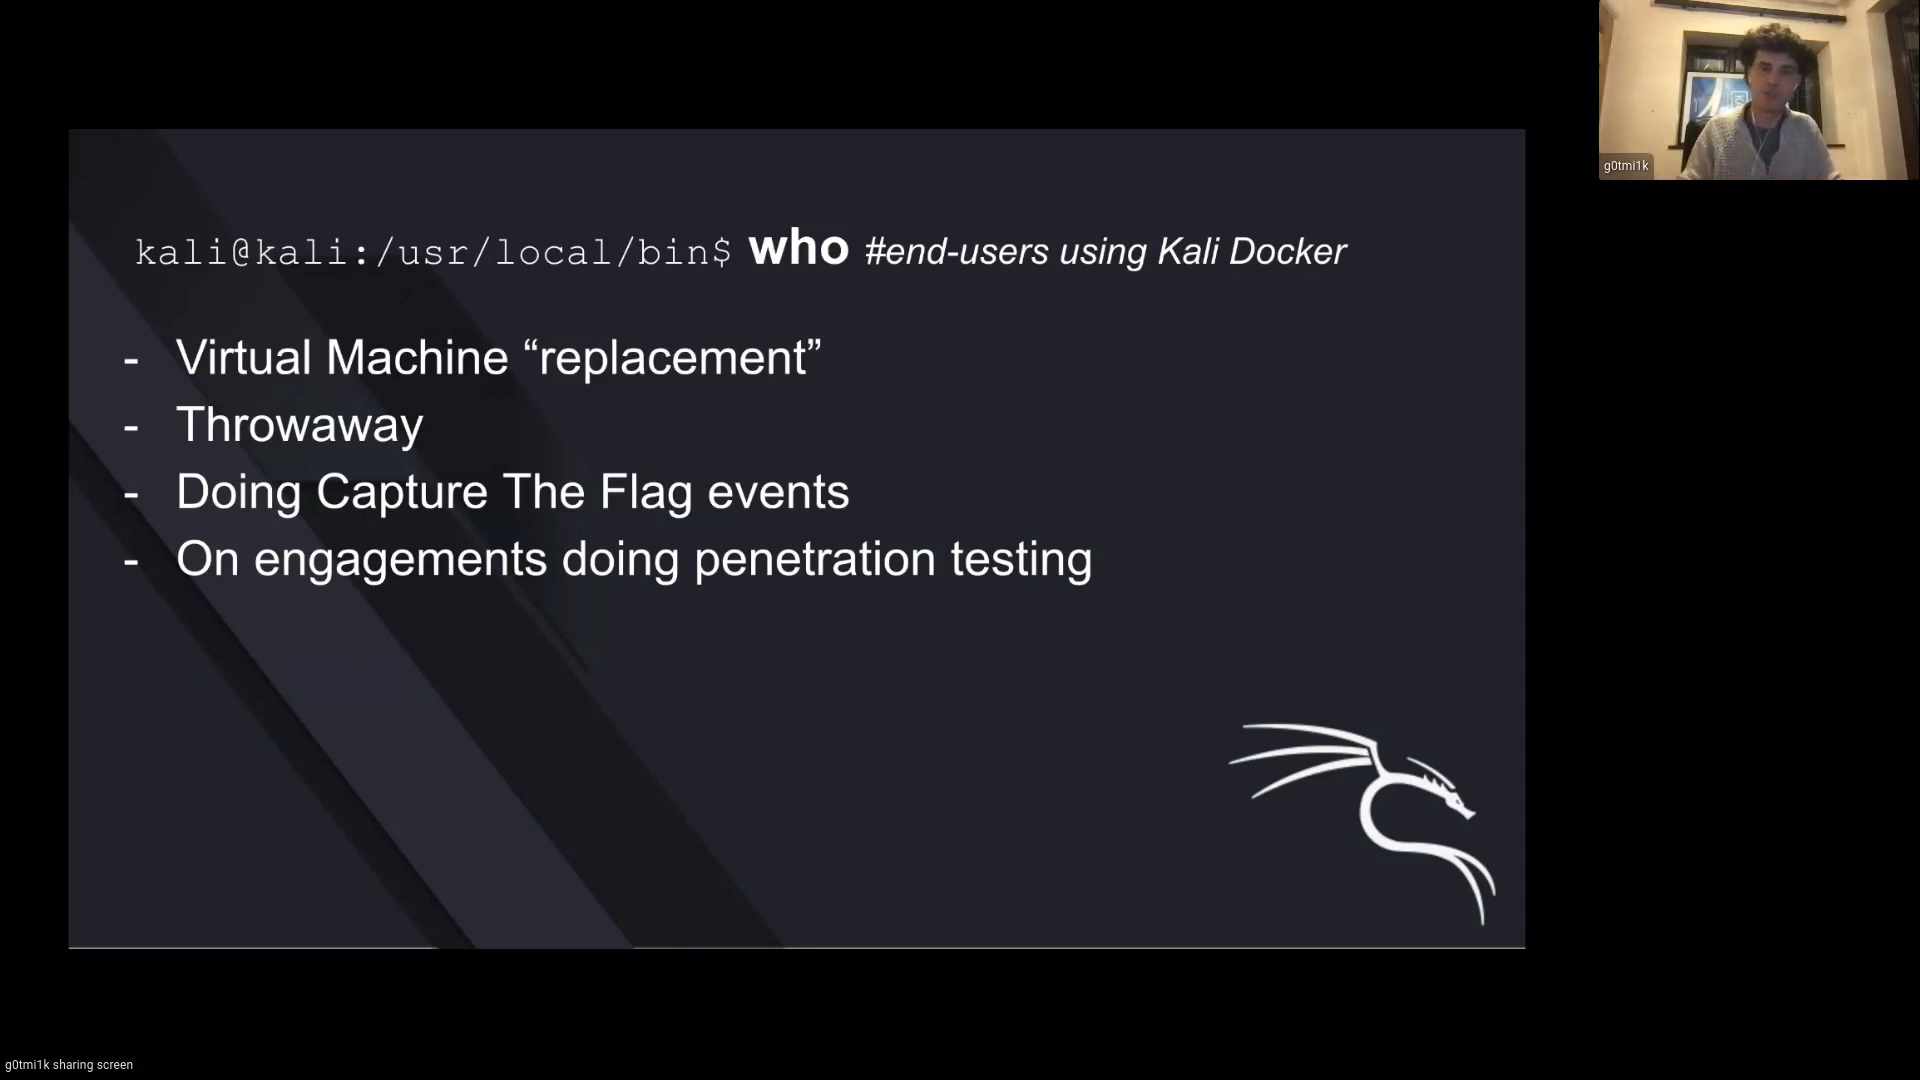 kali@kali:/usr/local/bin$ who #end-users using Kali Docker
- Virtual Machine “replacement”
- Throwaway
- Doing Capture The Flag events
- On engagements doing penetration testing
g0tmi1k
g0tmi1k sharing screen